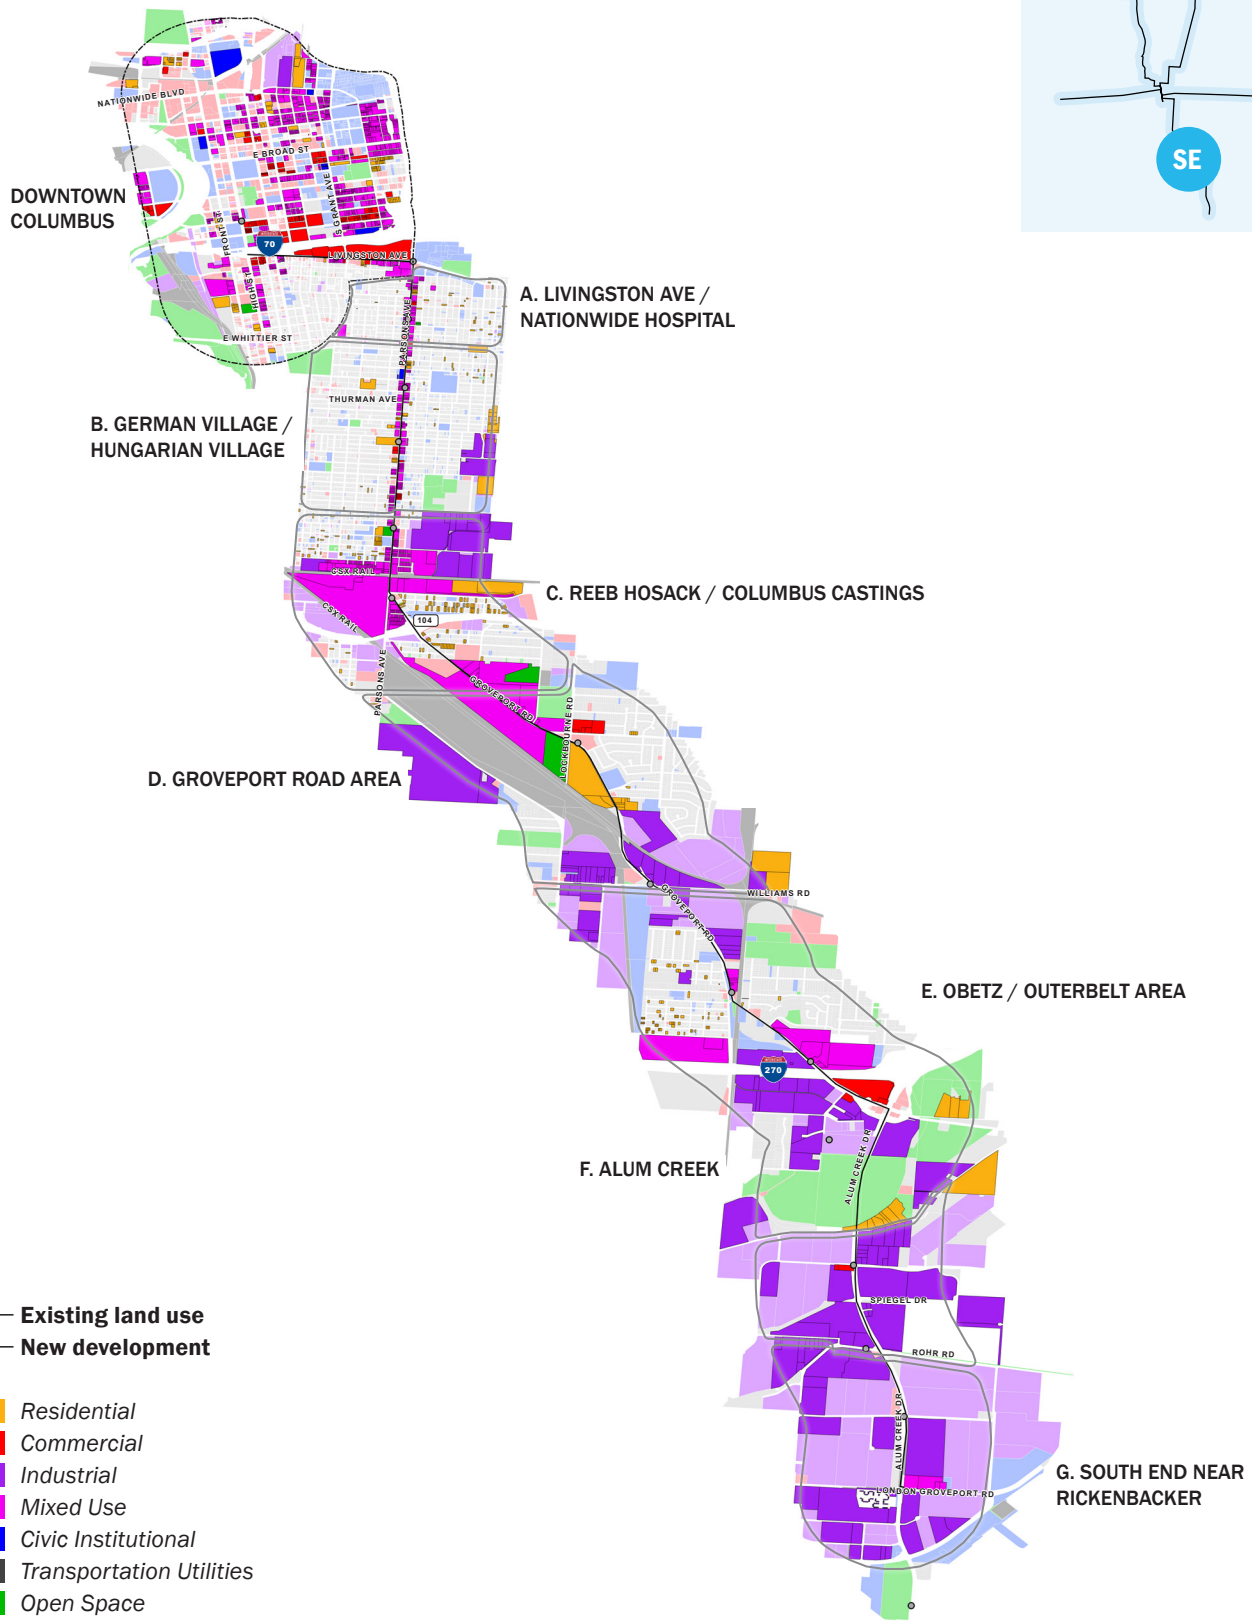 SE
NATIONWIDE BLVD
E BROAD ST
DOWNTOWN
COLUMBUS
FRONT ST
S GRANT AVE
70
LIVINGSTON AVE
HIGH ST
PARSONS AVE
A. LIVINGSTON AVE /
NATIONWIDE HOSPITAL
E WHITTIER ST
THURMAN AVE
B. GERMAN VILLAGE /
HUNGARIAN VILLAGE
CSX RAIL
C. REEB HOSACK / COLUMBUS CASTINGS
CSX RAIL
104
PARSONS AVE
GROVEPORT RD
LOCKBOURNE RD
D. GROVEPORT ROAD AREA
WILLIAMS RD
GROVEPORT RD
E. OBETZ / OUTERBELT AREA
270
ALUM CREEK DR
F. ALUM CREEK
SPIEGEL DR
ROHR RD
ALUM CREEK DR
LONDON GROVEPORT RD
G. SOUTH END NEAR
RICKENBACKER
Existing land use
New development
Residential
Commercial
Industrial
Mixed Use
Civic Institutional
Transportation Utilities
Open Space